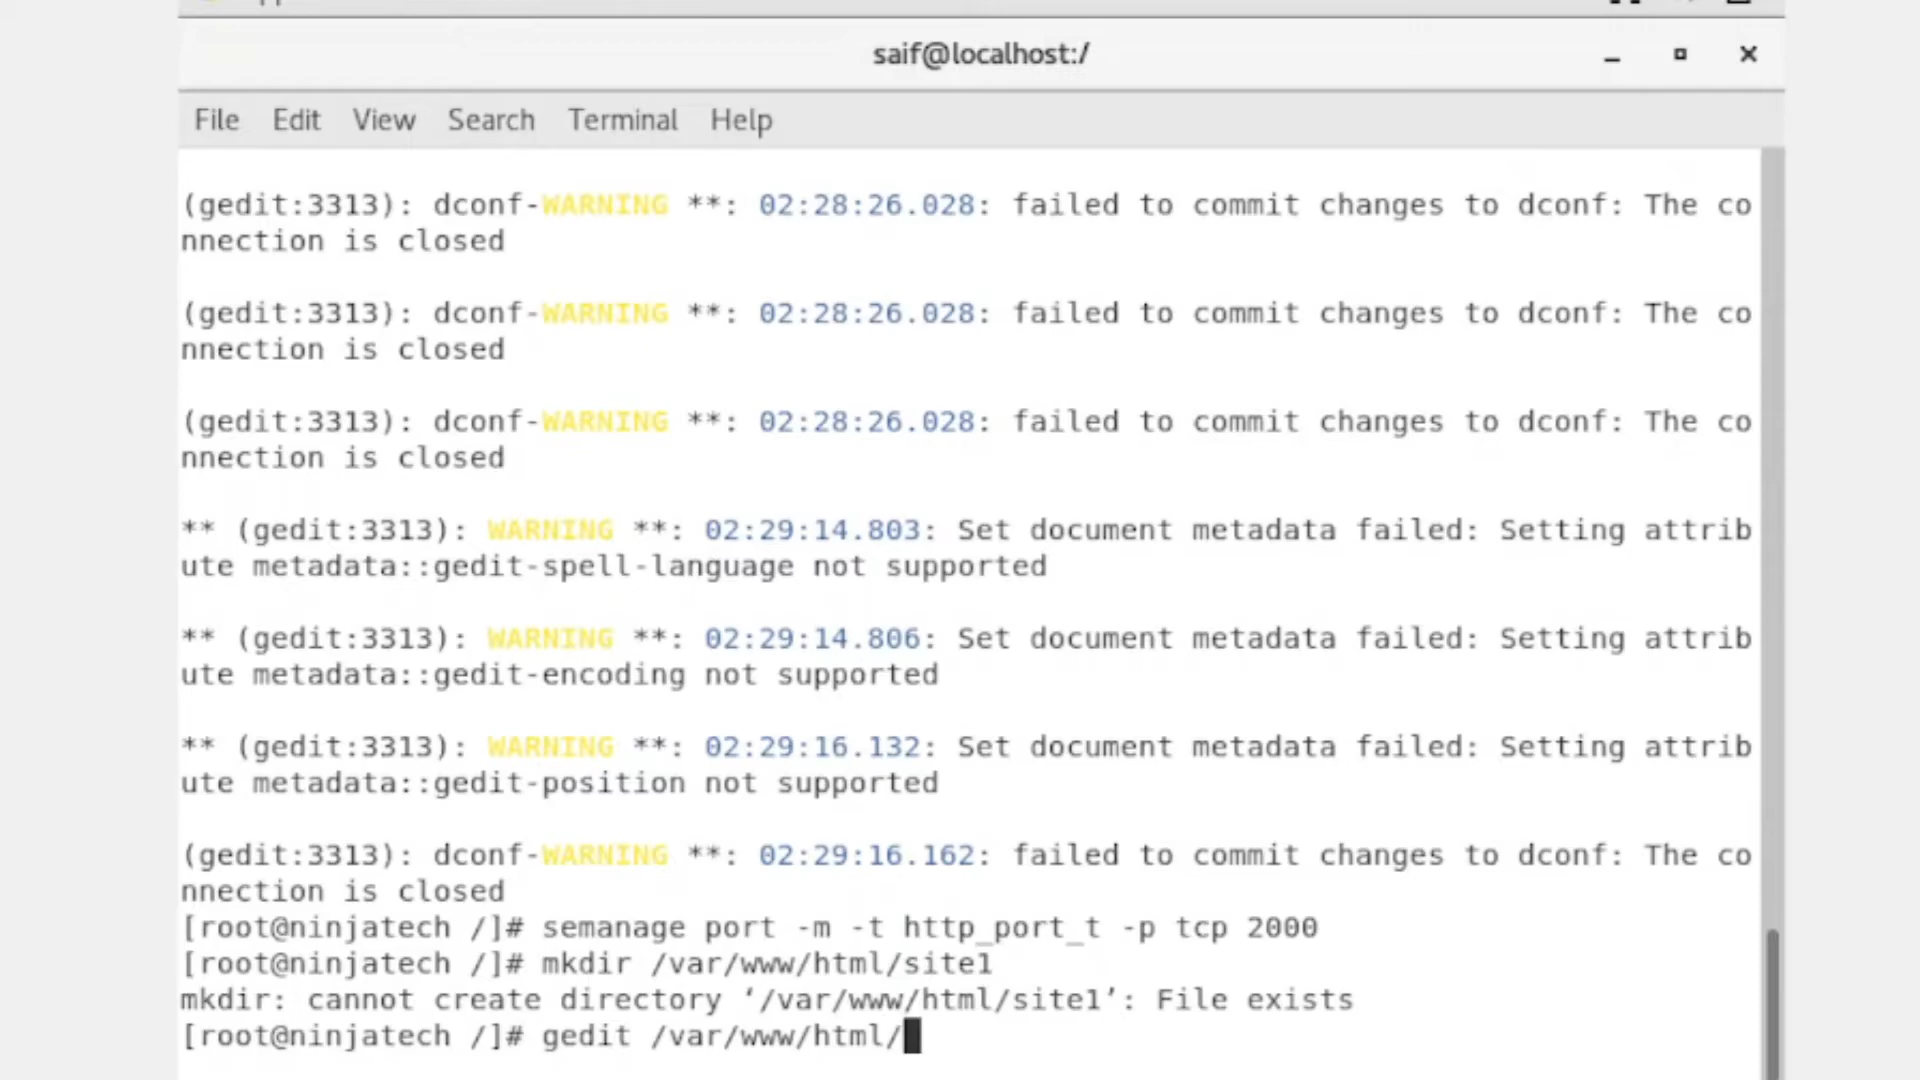 saif@localhost:/
File Edit View Search Terminal Help
(gedit:3313): dconf-WARNING **: 02:28:26.028: failed to commit changes to dconf: The co
nnection is closed
(gedit:3313): dconf-WARNING **: 02:28:26.028: failed to commit changes to dconf: The co
nnection is closed
(gedit:3313): dconf-WARNING **: 02:28:26.028: failed to commit changes to dconf: The co
nnection is closed
** (gedit:3313): WARNING **: 02:29:14.803: Set document metadata failed: Setting attrib
ute metadata::gedit-spell-language not supported
** (gedit:3313): WARNING **: 02:29:14.806: Set document metadata failed: Setting attrib
ute metadata::gedit-encoding not supported
** (gedit:3313): WARNING **: 02:29:16.132: Set document metadata failed: Setting attrib
ute metadata::gedit-position not supported
(gedit:3313): dconf-WARNING **: 02:29:16.162: failed to commit changes to dconf: The co
nnection is closed
[root@ninjatech /]# semanage port -m -t http_port_t -p tcp 2000
[root@ninjatech /]# mkdir /var/www/html/site1
mkdir: cannot create directory ‘/var/www/html/site1’: File exists
[root@ninjatech /]# gedit /var/www/html/